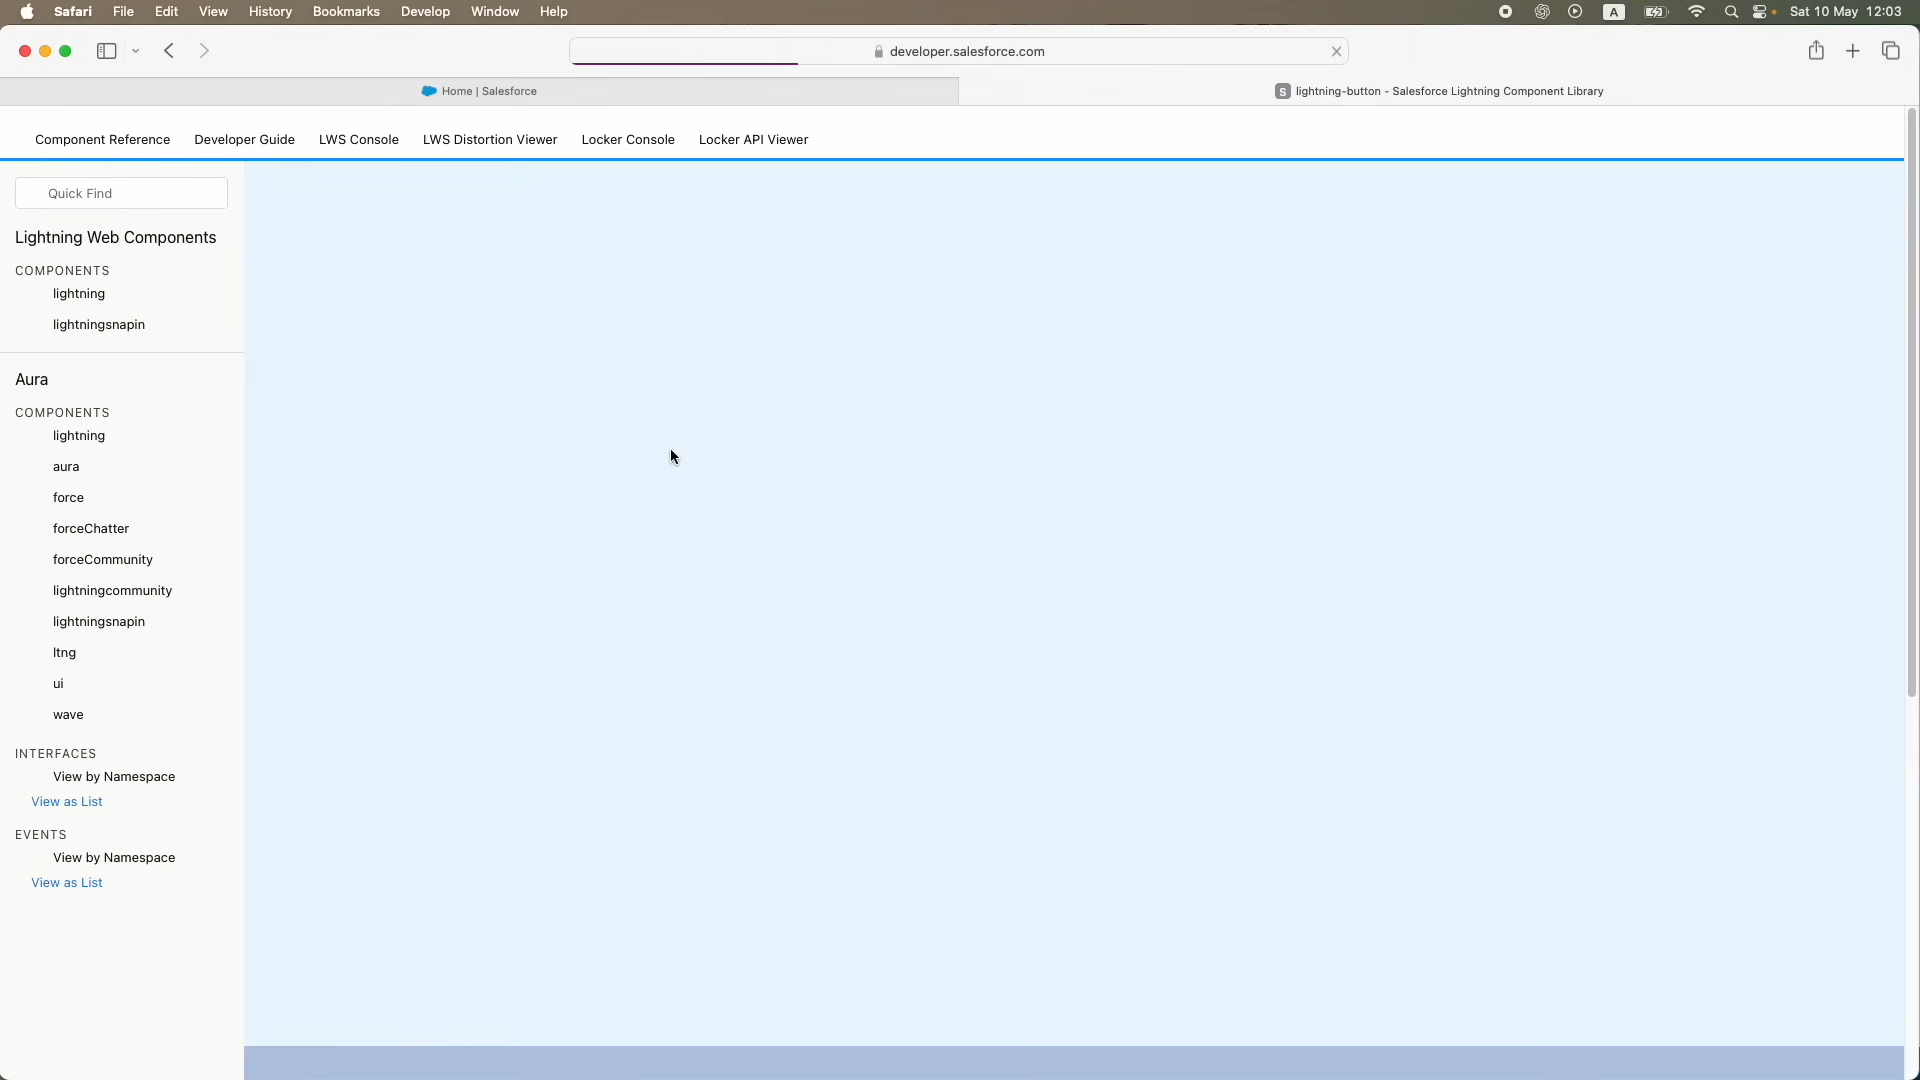 Safari File Edit View History Bookmarks Develop Window Help
A Sat 10 May 12:03
developer.salesforce.com
Home | Salesforce
S lightning-button - Salesforce Lightning Component Library
Component Reference Developer Guide LWS Console LWS Distortion Viewer Locker Console Locker API Viewer
Quick Find
Lightning Web Components
COMPONENTS
lightning
lightningsnapin
Aura
COMPONENTS
lightning
aura
force
forceChatter
forceCommunity
lightningcommunity
lightningsnapin
ltng
ui
wave
INTERFACES
View by Namespace
View as List
EVENTS
View by Namespace
View as List